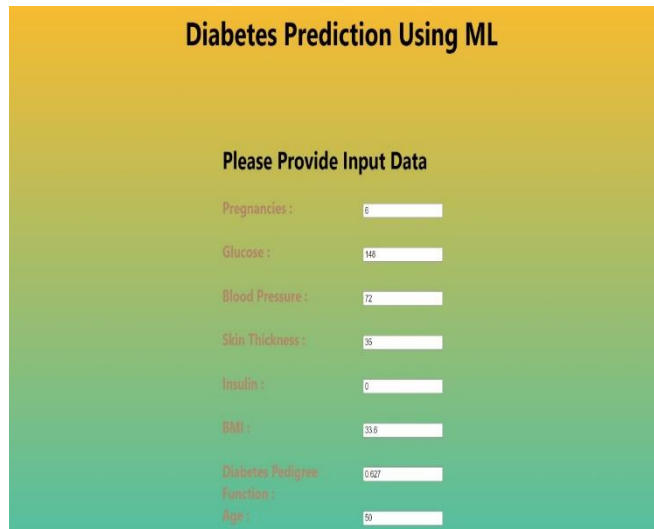 Diabetes Prediction Using ML
Please Provide Input Data
Pregnancies : 6
Glucose : 148
Blood Pressure : 72
Skin Thickness : 35
Insulin : 0
BMI : 33.6
Diabetes Pedigree 0.627
Function :
Age : 50